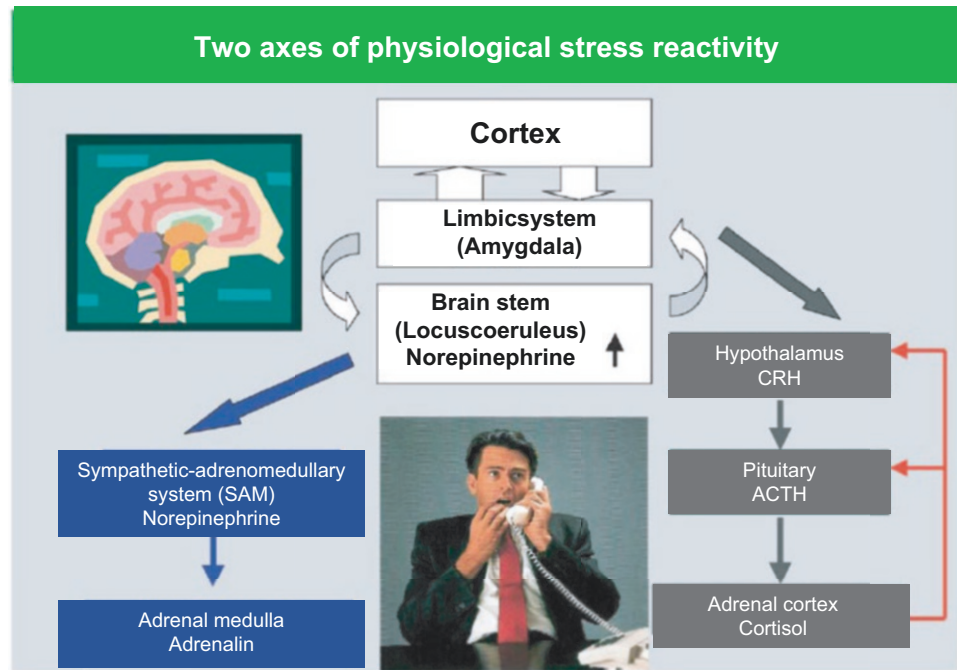 Two axes of physiological stress reactivity
Cortex
Limbicsystem
(Amygdala)
Brain stem
(Locuscoeruleus)
Norepinephrine
Hypothalamus
CRH
Sympathetic-adrenomedullary
system (SAM)
Norepinephrine
Pituitary
ACTH
Adrenal medulla
Adrenalin
Adrenal cortex
Cortisol